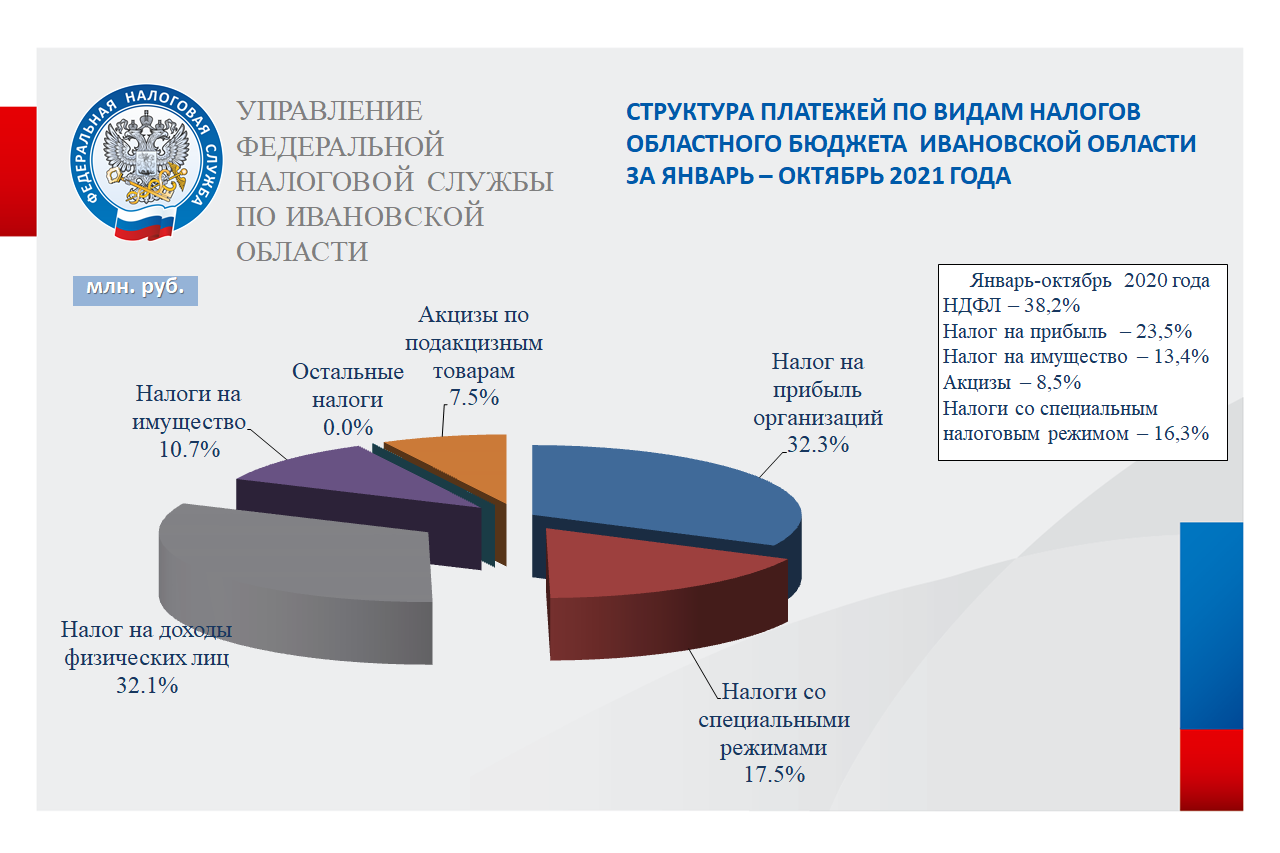 ФЕДЕРАЛЬНАЯ НАЛОГОВАЯ СЛУЖБА
УПРАВЛЕНИЕ
ФЕДЕРАЛЬНОЙ
НАЛОГОВОЙ СЛУЖБЫ
ПО ИВАНОВСКОЙ
ОБЛАСТИ
СТРУКТУРА ПЛАТЕЖЕЙ ПО ВИДАМ НАЛОГОВ
ОБЛАСТНОГО БЮДЖЕТА ИВАНОВСКОЙ ОБЛАСТИ
ЗА ЯНВАРЬ – ОКТЯБРЬ 2021 ГОДА
млн. руб.
Январь-октябрь 2020 года
НДФЛ – 38,2%
Налог на прибыль – 23,5%
Налог на имущество – 13,4%
Акцизы – 8,5%
Налоги со специальным
налоговым режимом – 16,3%
Акцизы по
подакцизным
товарам
7.5%
Остальные
налоги
0.0%
Налоги на
имущество
10.7%
Налог на
прибыль
организаций
32.3%
Налог на доходы
физических лиц
32.1%
Налоги со
специальными
режимами
17.5%